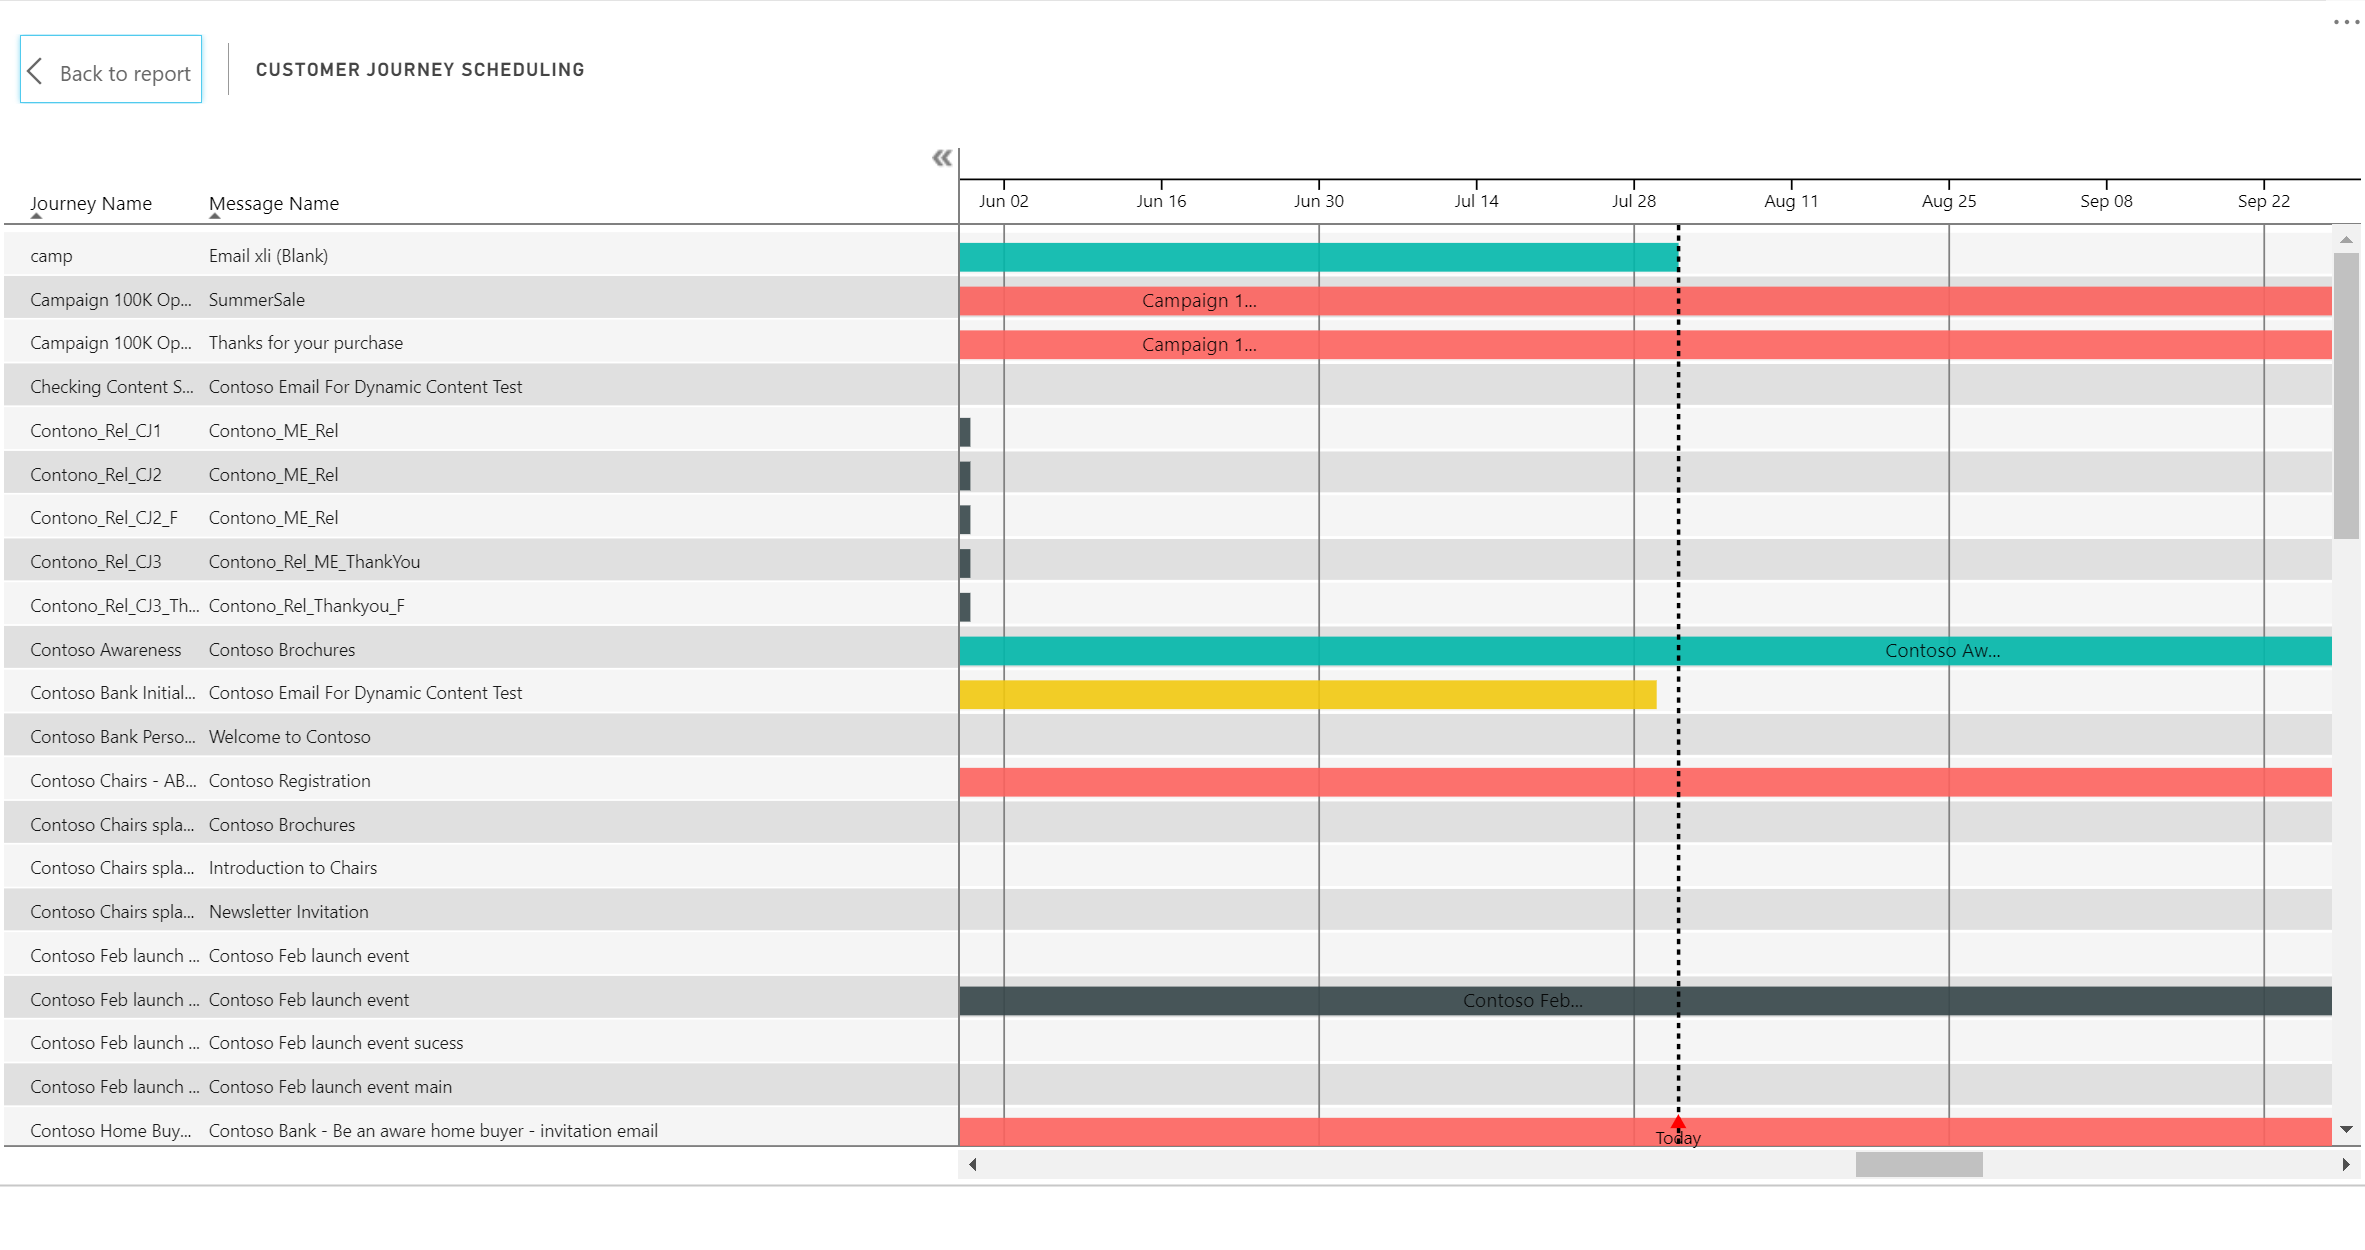 ...
Back to report
CUSTOMER JOURNEY SCHEDULING
Journey Name Message Name
Jun 02 Jun 16 Jun 30 Jul 14 Jul 28 Aug 11 Aug 25 Sep 08 Sep 22
camp Email xli (Blank)
Campaign 100K Op... SummerSale Campaign 1...
Campaign 100K Op... Thanks for your purchase Campaign 1...
Checking Content S... Contoso Email For Dynamic Content Test
Contono_Rel_CJ1 Contono_ME_Rel
Contono_Rel_CJ2 Contono_ME_Rel
Contono_Rel_CJ2_F Contono_ME_Rel
Contono_Rel_CJ3 Contono_Rel_ME_ThankYou
Contono_Rel_CJ3_Th... Contono_Rel_Thankyou_F
Contoso Awareness Contoso Brochures Contoso Aw...
Contoso Bank Initial... Contoso Email For Dynamic Content Test
Contoso Bank Perso... Welcome to Contoso
Contoso Chairs - AB... Contoso Registration
Contoso Chairs spla... Contoso Brochures
Contoso Chairs spla... Introduction to Chairs
Contoso Chairs spla... Newsletter Invitation
Contoso Feb launch ... Contoso Feb launch event
Contoso Feb launch ... Contoso Feb launch event Contoso Feb...
Contoso Feb launch ... Contoso Feb launch event sucess
Contoso Feb launch ... Contoso Feb launch event main
Contoso Home Buy... Contoso Bank - Be an aware home buyer - invitation email
Today